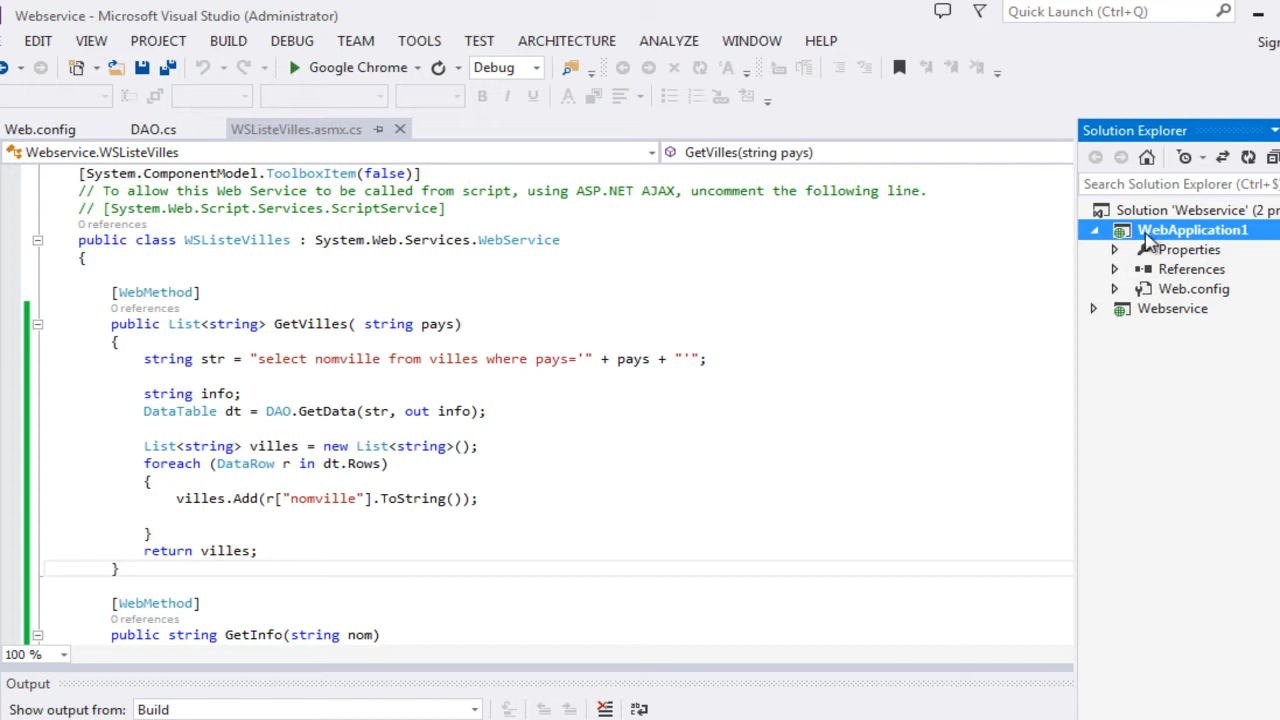 Webservice - Microsoft Visual Studio (Administrator)
Quick Launch (Ctrl+Q)
EDIT VIEW PROJECT BUILD DEBUG TEAM TOOLS TEST ARCHITECTURE ANALYZE WINDOW HELP
Google Chrome
Debug
Web.config DAO.cs WSListeVilles.asmx.cs
Webservice.WSListeVilles GetVilles(string pays)
[System.ComponentModel.ToolboxItem(false)]
// To allow this Web Service to be called from script, using ASP.NET AJAX, uncomment the following line.
// [System.Web.Script.Services.ScriptService]
0 references
public class WSListeVilles : System.Web.Services.WebService
{
[WebMethod]
0 references
public List<string> GetVilles( string pays)
{
string str = "select nomville from villes where pays='" + pays + "'";
string info;
DataTable dt = DAO.GetData(str, out info);
List<string> villes = new List<string>();
foreach (DataRow r in dt.Rows)
{
villes.Add(r["nomville"].ToString());
}
return villes;
}
[WebMethod]
0 references
public string GetInfo(string nom)
100 %
Output
Show output from: Build
Solution Explorer
Search Solution Explorer (Ctrl+$
Solution 'Webservice' (2 pr
WebApplication1
Properties
References
Web.config
Webservice